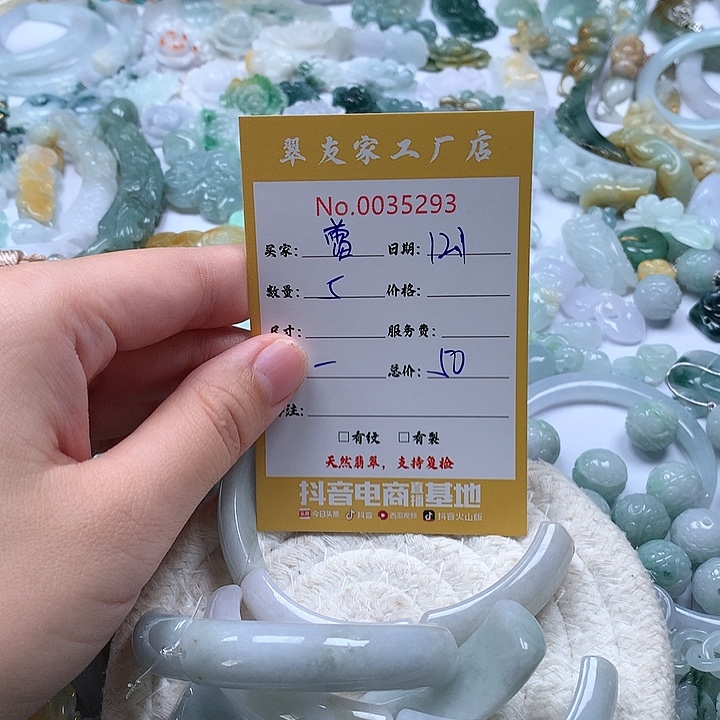 翠友家工厂店
No.0035293
买家: 曹 日期: 121
数量: 5 价格:
尺寸: 服务费:
一 总价: 50
注:
□有纹 □有裂
天然翡翠，支持复检
抖音电商直播基地
今日头条 抖音 西瓜视频 抖音火山版